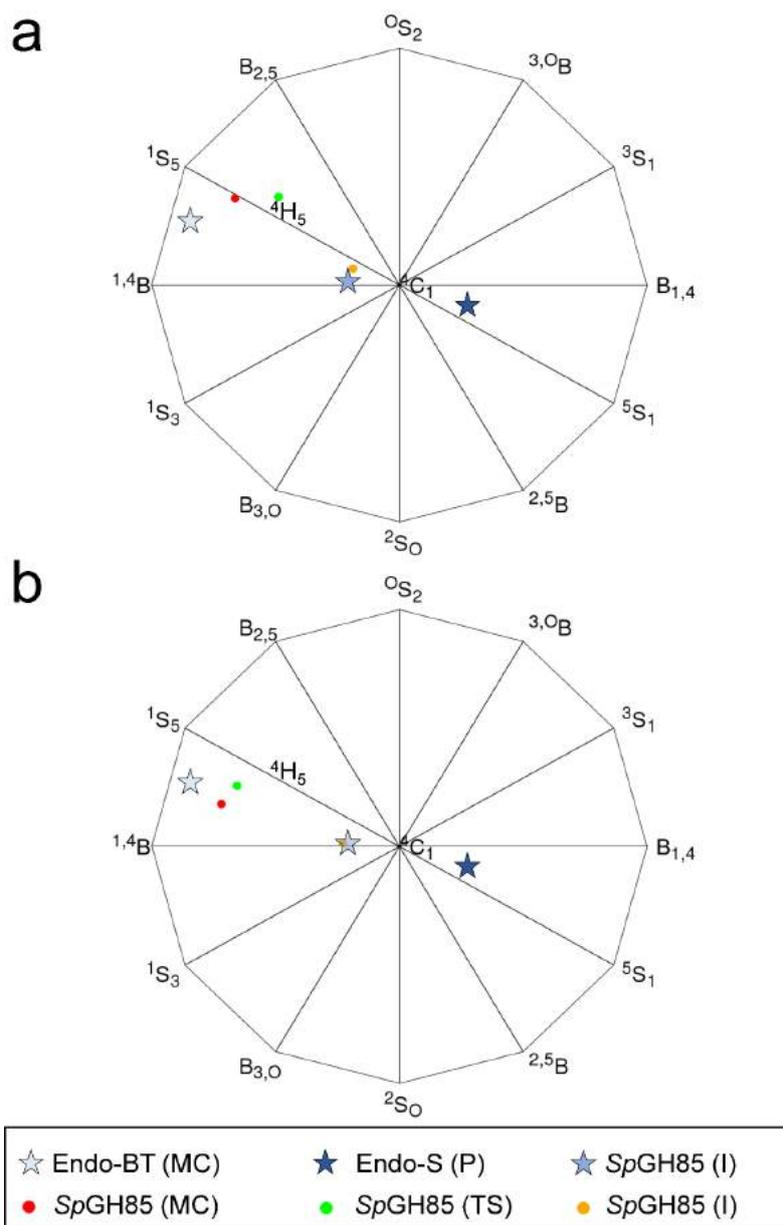 a
ᴼS₂
B₂,₅
³,ᴼB
¹S₅
³S₁
⁴H₅
¹,⁴B
⁴C₁
B₁,₄
¹S₃
⁵S₁
B₃,O
²,⁵B
²Sₒ
b
ᴼS₂
B₂,₅
³,ᴼB
¹S₅
³S₁
⁴H₅
¹,⁴B
⁴C₁
B₁,₄
¹S₃
⁵S₁
B₃,O
²,⁵B
²Sₒ
Endo-BT (MC) Endo-S (P) SpGH85 (I)
SpGH85 (MC) SpGH85 (TS) SpGH85 (I)